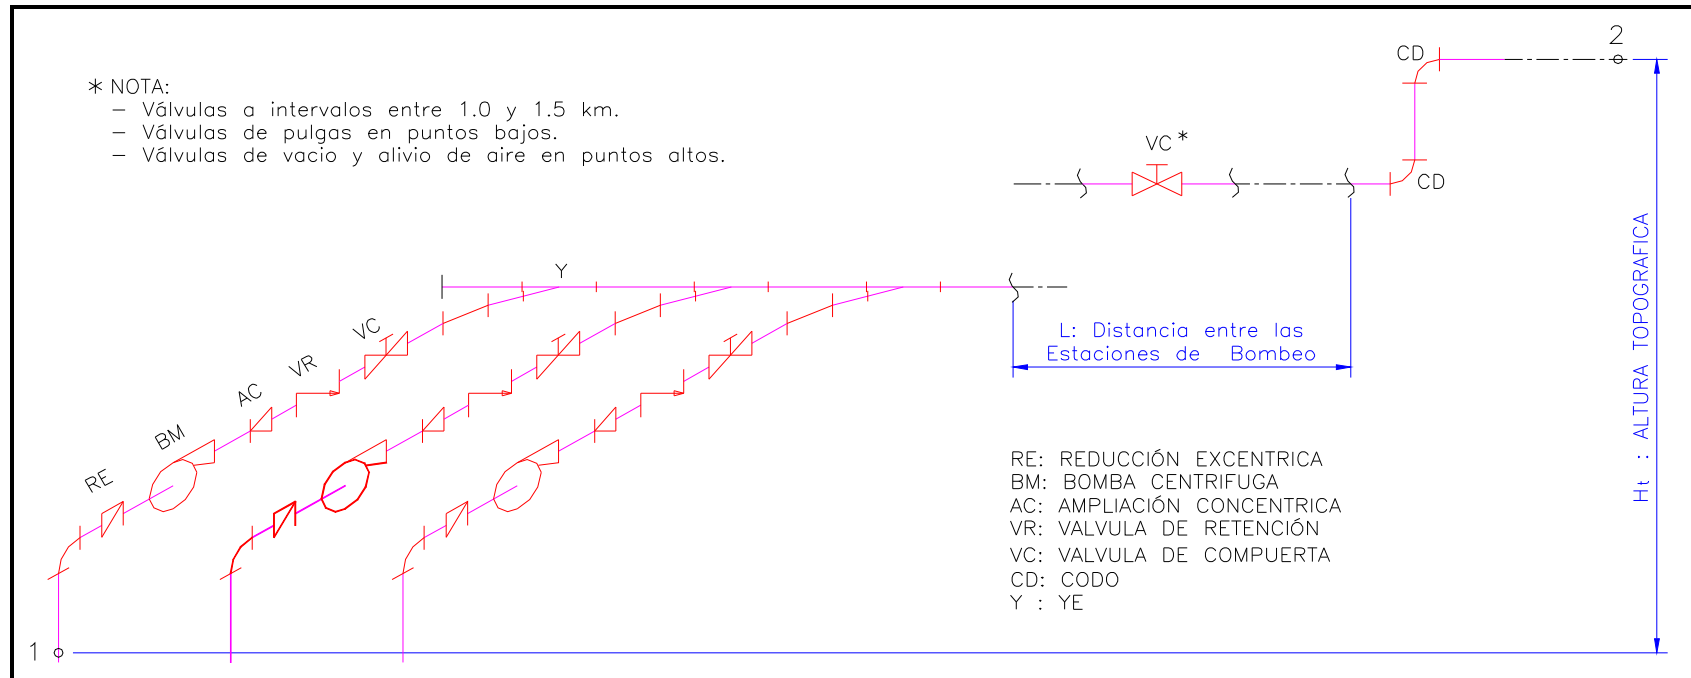 * NOTA:
– Válvulas a intervalos entre 1.0 y 1.5 km.
– Válvulas de pulgas en puntos bajos.
– Válvulas de vacio y alivio de aire en puntos altos.
CD
2
VC*
CD
Y
VC
VR
AC
BM
RE
L: Distancia entre las
Estaciones de Bombeo
Ht : ALTURA TOPOGRAFICA
RE: REDUCCIÓN EXCENTRICA
BM: BOMBA CENTRIFUGA
AC: AMPLIACIÓN CONCENTRICA
VR: VALVULA DE RETENCIÓN
VC: VALVULA DE COMPUERTA
CD: CODO
Y : YE
1